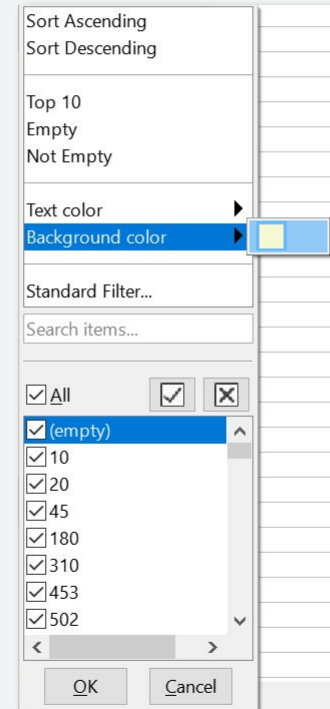 Sort Ascending
Sort Descending
Top 10
Empty
Not Empty
Text color
Background color
Standard Filter...
Search items...
All
(empty)
10
20
45
180
310
453
502
OK
Cancel